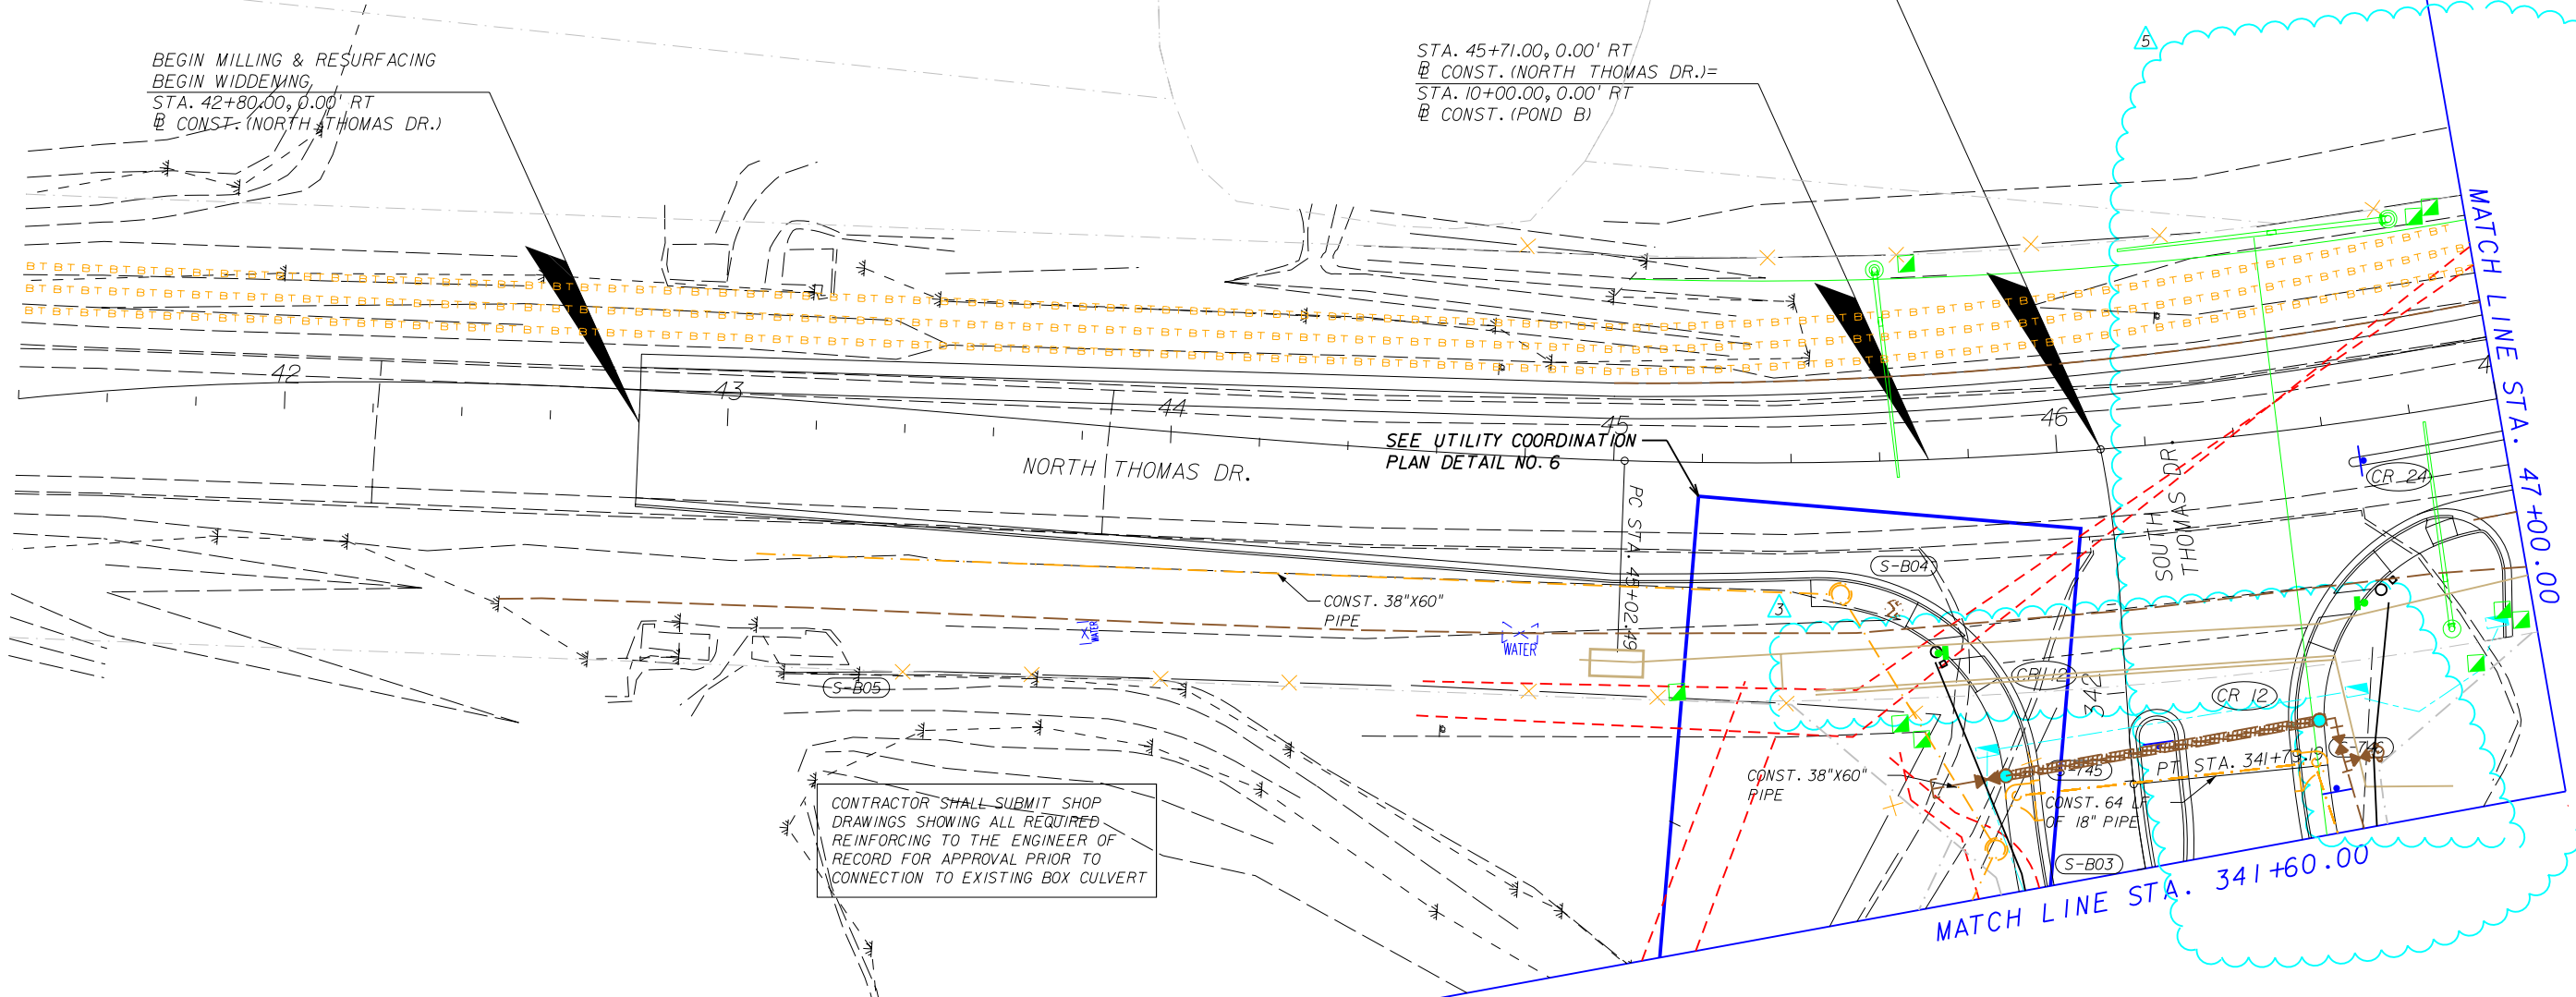 BEGIN MILLING & RESURFACING
BEGIN WIDDENING
STA. 42+80.00, 0.00' RT
℄ CONST. (NORTH THOMAS DR.)
STA. 45+71.00, 0.00' RT
℄ CONST. (NORTH THOMAS DR.)=
STA. 10+00.00, 0.00' RT
℄ CONST. (POND B)
5
MATCH LINE STA. 47+00.00
42
43
44
45
46
4
NORTH THOMAS DR.
SEE UTILITY COORDINATION
PLAN DETAIL NO. 6
PC STA. 45+02.49
SOUTH
THOMAS DR.
CR 24
S-B04
3
CONST. 38"X60"
PIPE
WATER
WATER
S-B05
CR 12
CR 12
342
S-746
S-745
PT STA. 341+79.19
CONST. 38"X60"
PIPE
CONST. 64 LF
OF 18" PIPE
S-B03
CONTRACTOR SHALL SUBMIT SHOP
DRAWINGS SHOWING ALL REQUIRED
REINFORCING TO THE ENGINEER OF
RECORD FOR APPROVAL PRIOR TO
CONNECTION TO EXISTING BOX CULVERT
MATCH LINE STA. 341+60.00